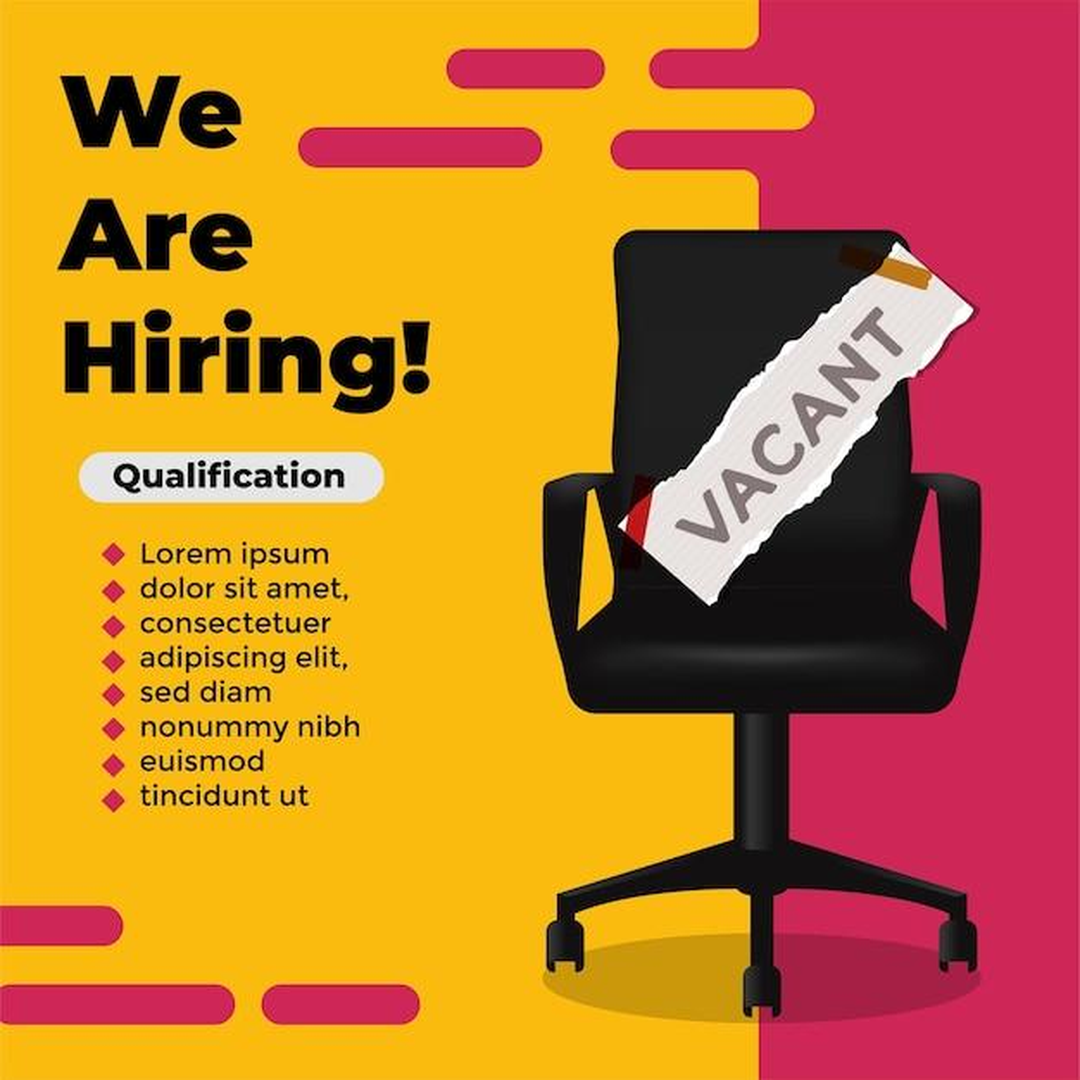 We
Are
Hiring!
Qualification
Lorem ipsum
dolor sit amet,
consectetuer
adipiscing elit,
sed diam
nonummy nibh
euismod
tincidunt ut
VACANT